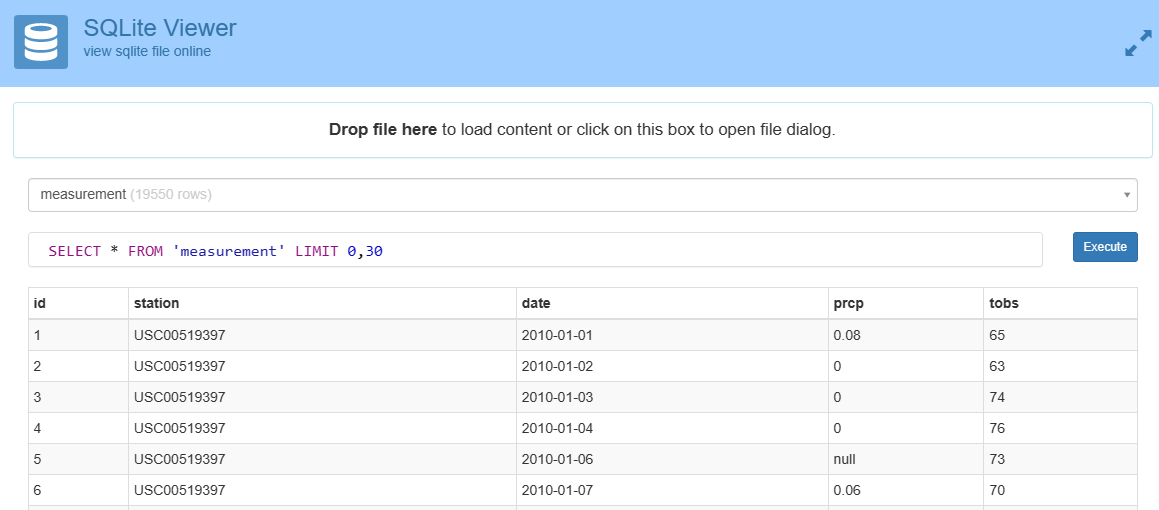 SQLite Viewer
view sqlite file online
Drop file here to load content or click on this box to open file dialog.
measurement (19550 rows)
SELECT * FROM 'measurement' LIMIT 0,30
Execute
id station date prcp tobs
1 USC00519397 2010-01-01 0.08 65
2 USC00519397 2010-01-02 0 63
3 USC00519397 2010-01-03 0 74
4 USC00519397 2010-01-04 0 76
5 USC00519397 2010-01-06 null 73
6 USC00519397 2010-01-07 0.06 70